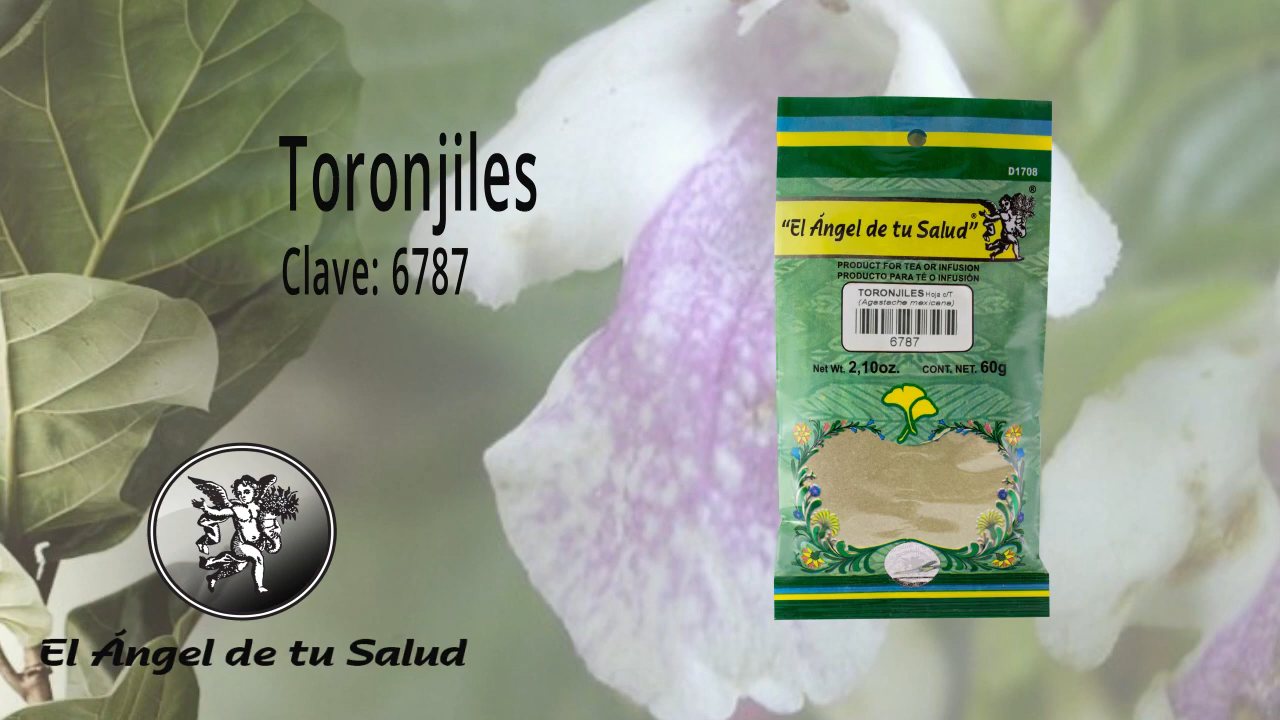 Toronjiles
Clave: 6787
El Ángel de tu Salud
D1708
®
“El Ángel de tu Salud”®
PRODUCT FOR TEA OR INFUSION
PRODUCTO PARA TÉ O INFUSIÓN
TORONJILES Hoja c/T
(Agastache mexicana)
6787
Net Wt. 2,10oz. CONT. NET. 60g